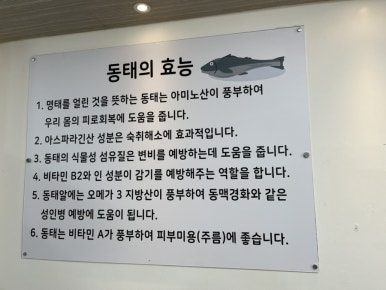 동태의 효능
1. 명태를 얼린 것을 뜻하는 동태는 아미노산이 풍부하여
우리 몸의 피로회복에 도움을 줍니다.
2. 아스파라긴산 성분은 숙취해소에 효과적입니다.
3. 동태의 식물성 섬유질은 변비를 예방하는데 도움을 줍니다.
4. 비타민 B2와 인 성분이 감기를 예방해주는 역할을 합니다.
5. 동태알에는 오메가 3 지방산이 풍부하여 동맥경화와 같은
성인병 예방에 도움이 됩니다.
6. 동태는 비타민 A가 풍부하여 피부미용(주름)에 좋습니다.